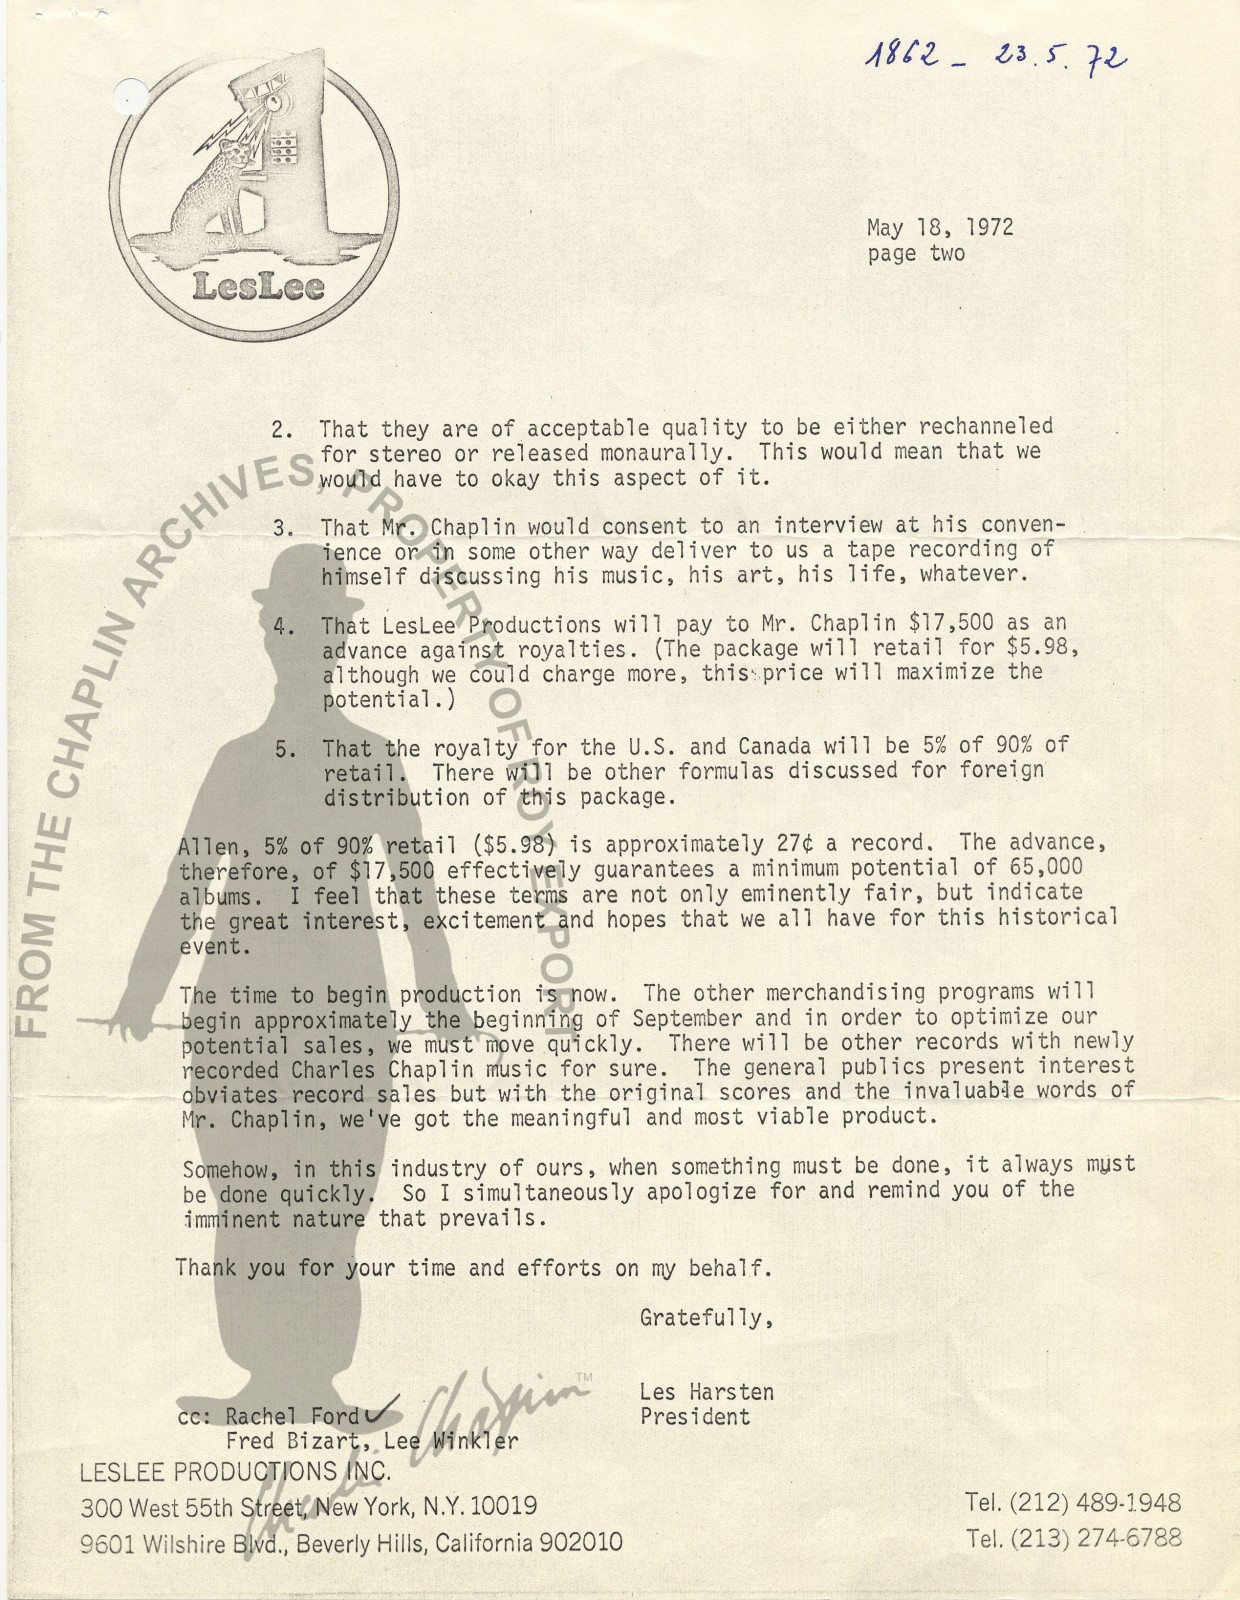 1862 - 23.5.72
LesLee
May 18, 1972
page two
2. That they are of acceptable quality to be either rechanneled
for stereo or released monaurally. This would mean that we
would have to okay this aspect of it.
3. That Mr. Chaplin would consent to an interview at his conven-
ience or in some other way deliver to us a tape recording of
himself discussing his music, his art, his life, whatever.
4. That LesLee Productions will pay to Mr. Chaplin $17,500 as an
advance against royalties. (The package will retail for $5.98,
although we could charge more, this price will maximize the
potential.)
5. That the royalty for the U.S. and Canada will be 5% of 90% of
retail. There will be other formulas discussed for foreign
distribution of this package.
Allen, 5% of 90% retail ($5.98) is approximately 27¢ a record. The advance,
therefore, of $17,500 effectively guarantees a minimum potential of 65,000
albums. I feel that these terms are not only eminently fair, but indicate
the great interest, excitement and hopes that we all have for this historical
event.
The time to begin production is now. The other merchandising programs will
begin approximately the beginning of September and in order to optimize our
potential sales, we must move quickly. There will be other records with newly
recorded Charles Chaplin music for sure. The general publics present interest
obviates record sales but with the original scores and the invaluable words of
Mr. Chaplin, we've got the meaningful and most viable product.
Somehow, in this industry of ours, when something must be done, it always must
be done quickly. So I simultaneously apologize for and remind you of the
imminent nature that prevails.
Thank you for your time and efforts on my behalf.
Gratefully,
Les Harsten
President
cc: Rachel Ford
Fred Bizart, Lee Winkler
LESLEE PRODUCTIONS INC.
300 West 55th Street, New York, N.Y. 10019
Tel. (212) 489-1948
9601 Wilshire Blvd., Beverly Hills, California 902010
Tel. (213) 274-6788
FROM THE CHAPLIN ARCHIVES, PROPERTY OF ROY EXPORT
Charlie Chaplin™